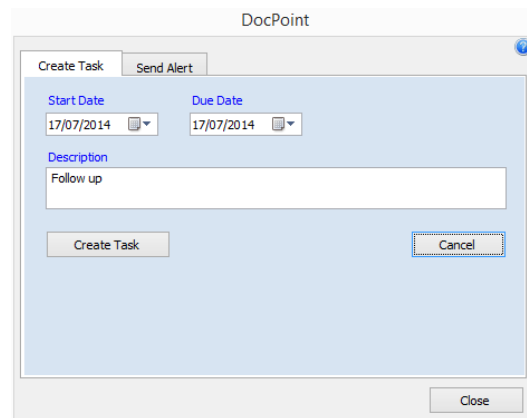 DocPoint
Create Task Send Alert
Start Date Due Date
17/07/2014 17/07/2014
Description
Follow up
Create Task Cancel
Close